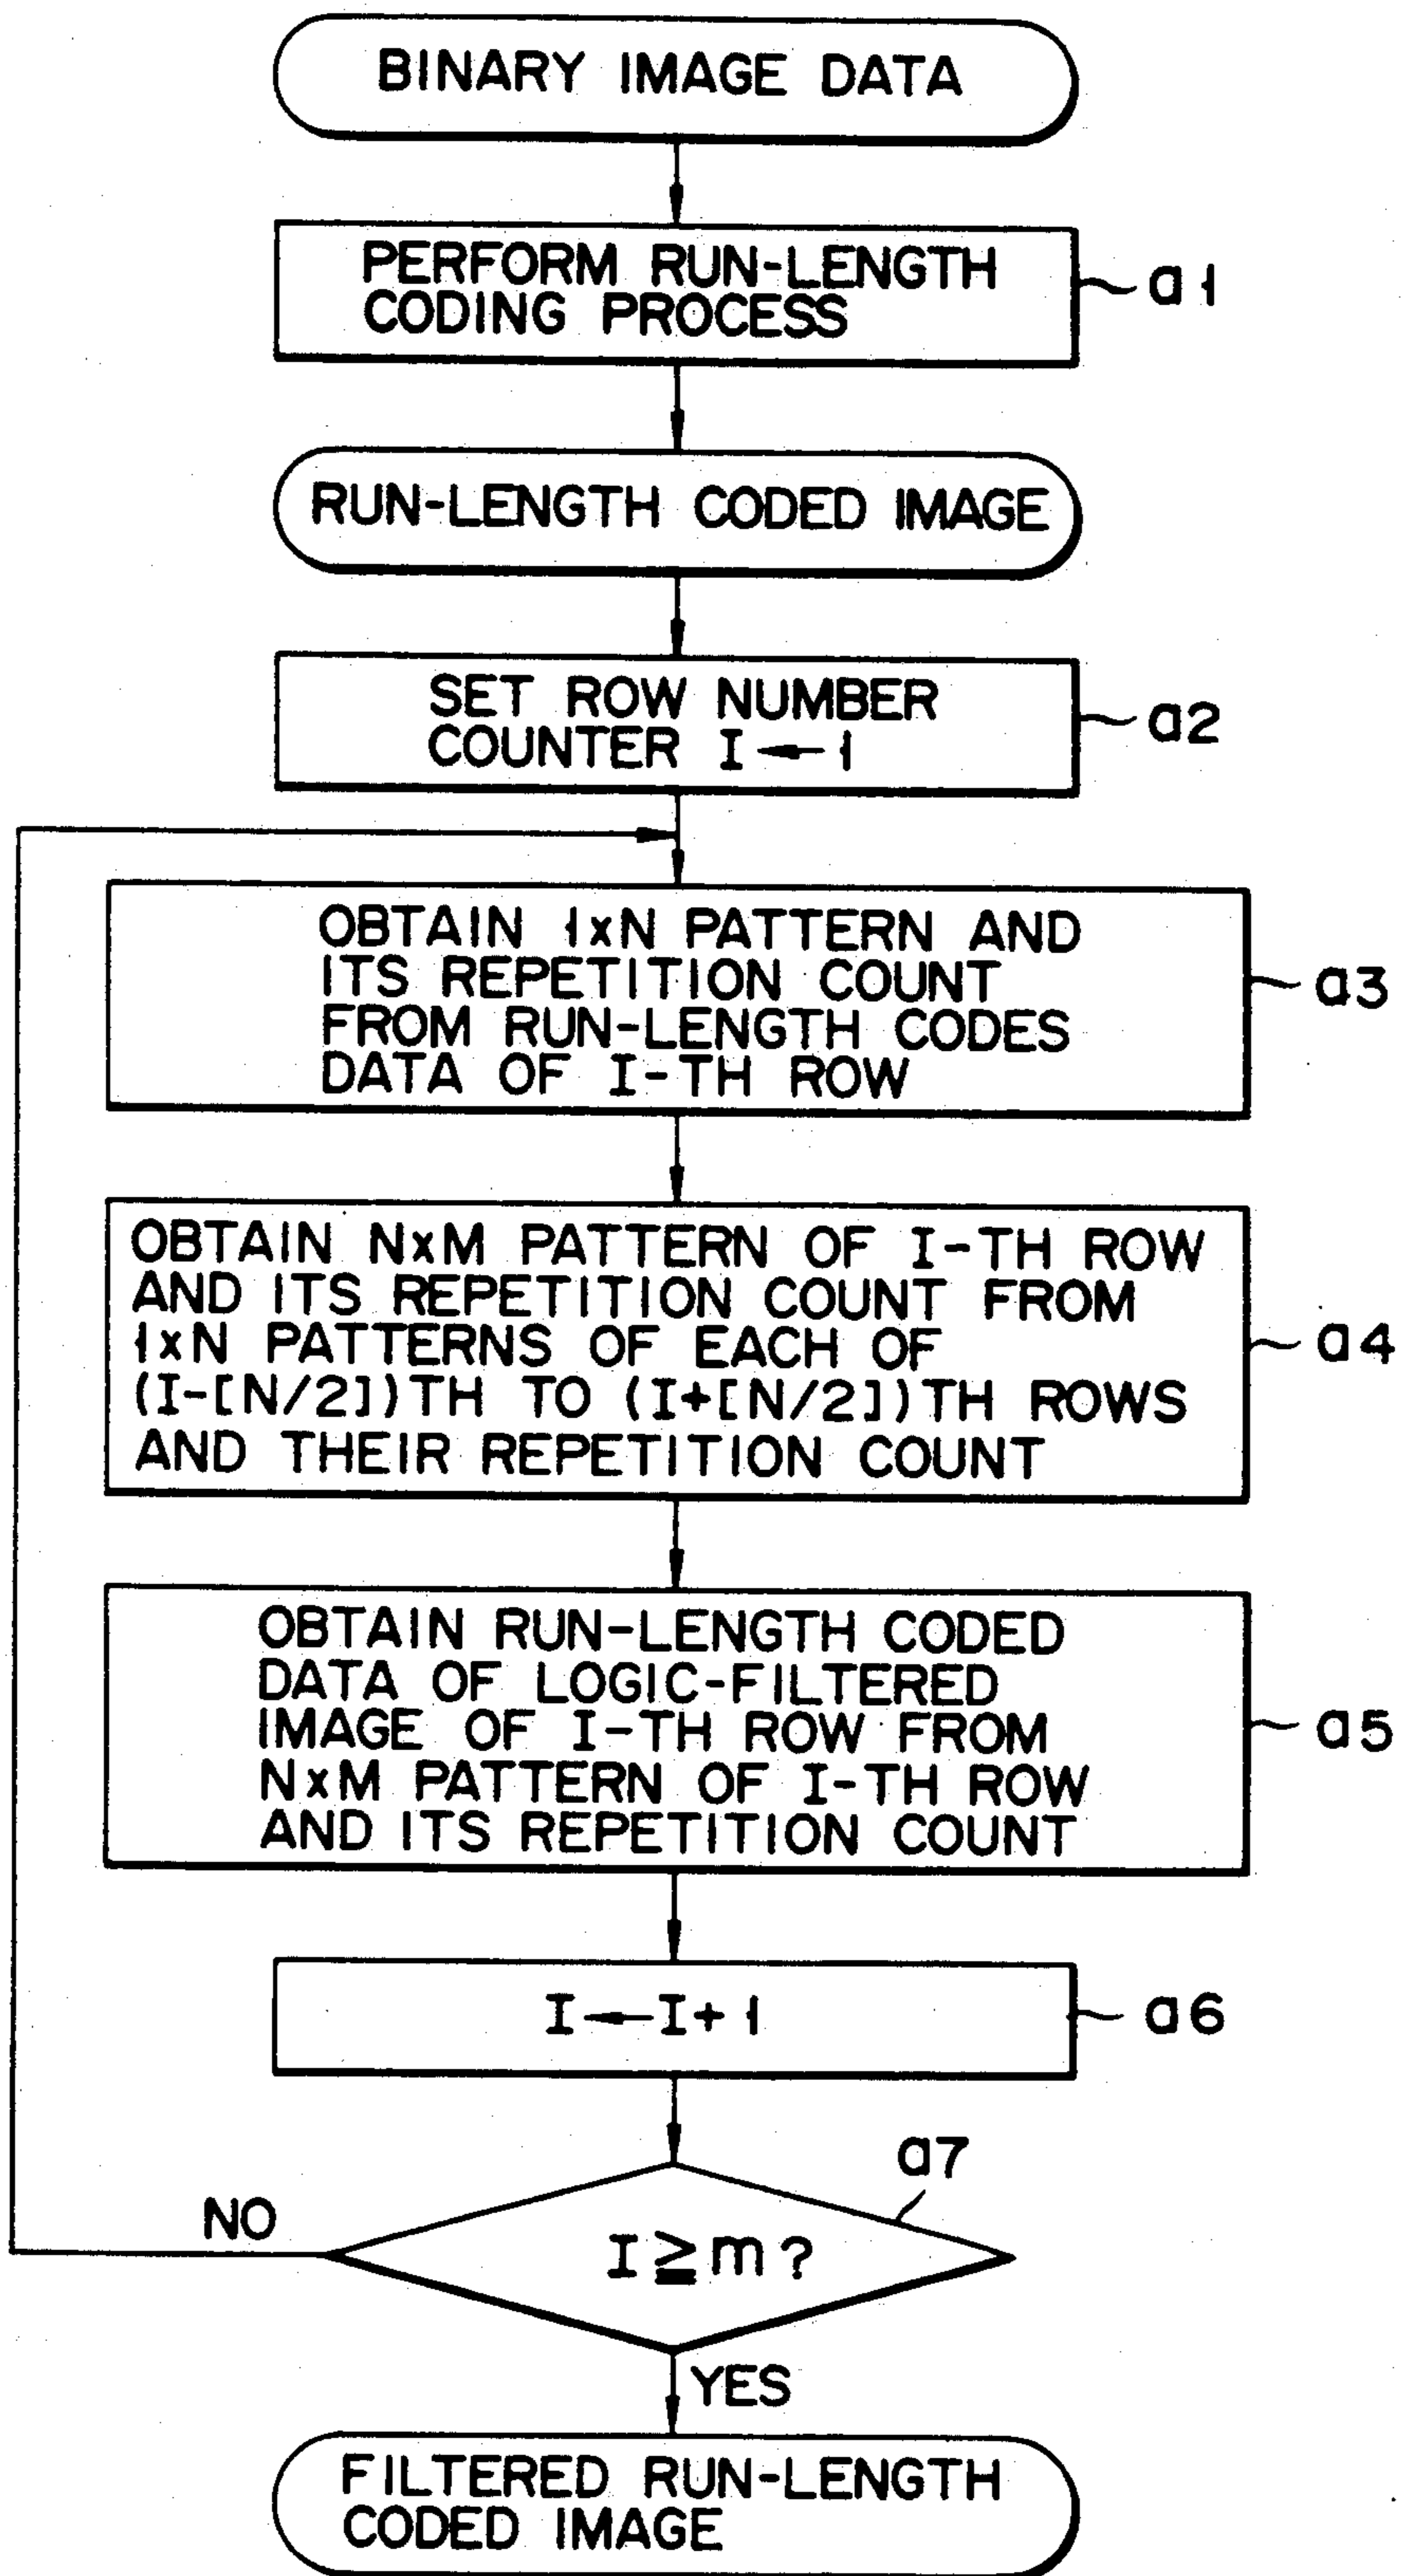 BINARY IMAGE DATA
PERFORM RUN-LENGTH
CODING PROCESS
a1
RUN-LENGTH CODED IMAGE
SET ROW NUMBER
COUNTER I ← 1
a2
OBTAIN 1×N PATTERN AND
ITS REPETITION COUNT
FROM RUN-LENGTH CODES
DATA OF I-TH ROW
a3
OBTAIN N×M PATTERN OF I-TH ROW
AND ITS REPETITION COUNT FROM
1×N PATTERNS OF EACH OF
(I-[N/2])TH TO (I+[N/2])TH ROWS
AND THEIR REPETITION COUNT
a4
OBTAIN RUN-LENGTH CODED
DATA OF LOGIC-FILTERED
IMAGE OF I-TH ROW FROM
N×M PATTERN OF I-TH ROW
AND ITS REPETITION COUNT
a5
I ← I+1
a6
a7
NO
I ≧ m ?
YES
FILTERED RUN-LENGTH
CODED IMAGE